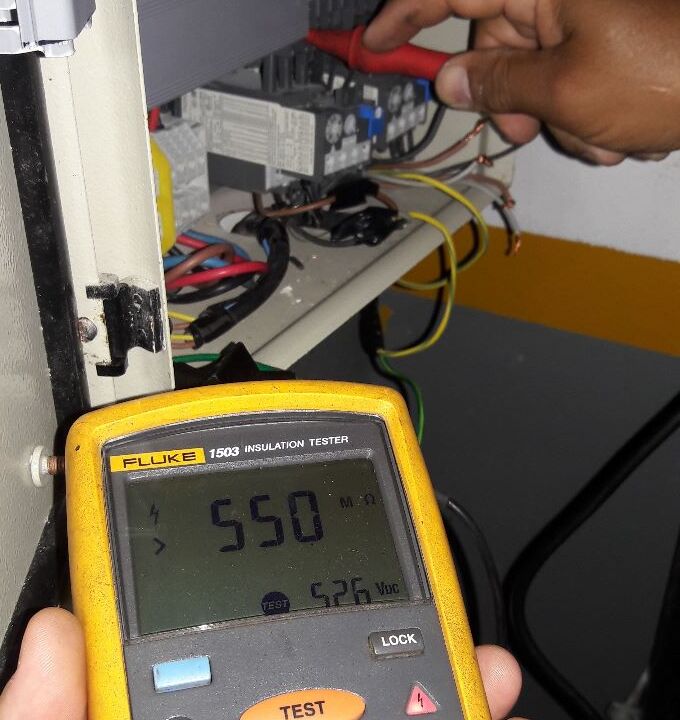 FLUKE 1503 INSULATION TESTER
550 MΩ
>
TEST 526 VDC
LOCK
TEST